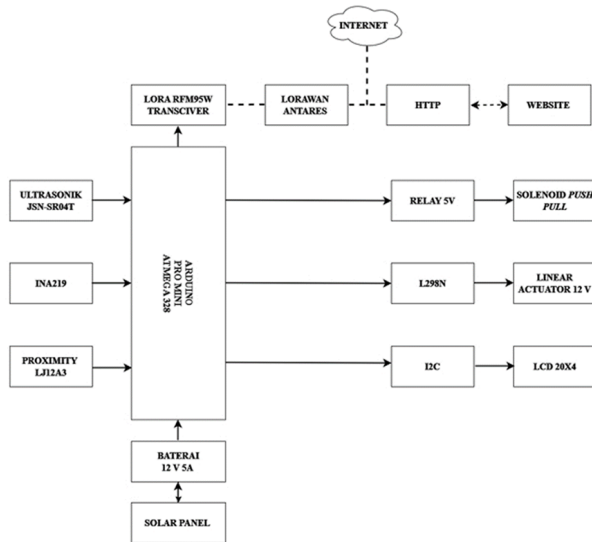 INTERNET
LORA RFM95W
TRANSCIVER
LORAWAN
ANTARES
HTTP
WEBSITE
ULTRASONIK
JSN-SR04T
RELAY 5V
SOLENOID PUSH
PULL
ARDUINO
PRO MINI
ATMEGA 328
INA219
L298N
LINEAR
ACTUATOR 12 V
PROXIMITY
LJ12A3
I2C
LCD 20X4
BATERAI
12 V 5A
SOLAR PANEL